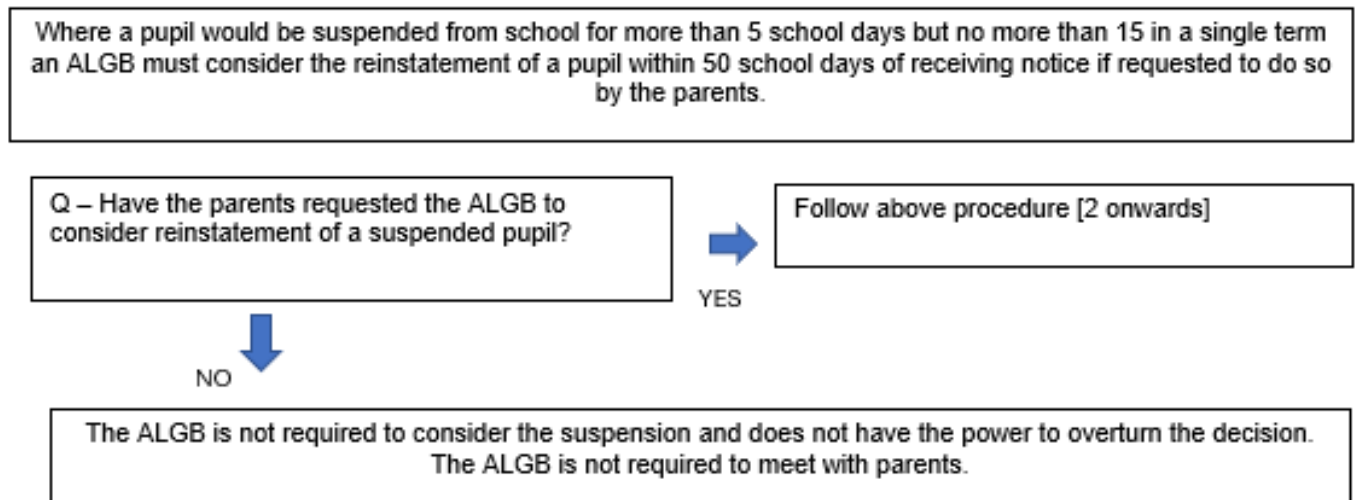 Where a pupil would be suspended from school for more than 5 school days but no more than 15 in a single term
an ALGB must consider the reinstatement of a pupil within 50 school days of receiving notice if requested to do so
by the parents.
Q – Have the parents requested the ALGB to
consider reinstatement of a suspended pupil?
Follow above procedure [2 onwards]
YES
NO
The ALGB is not required to consider the suspension and does not have the power to overturn the decision.
The ALGB is not required to meet with parents.